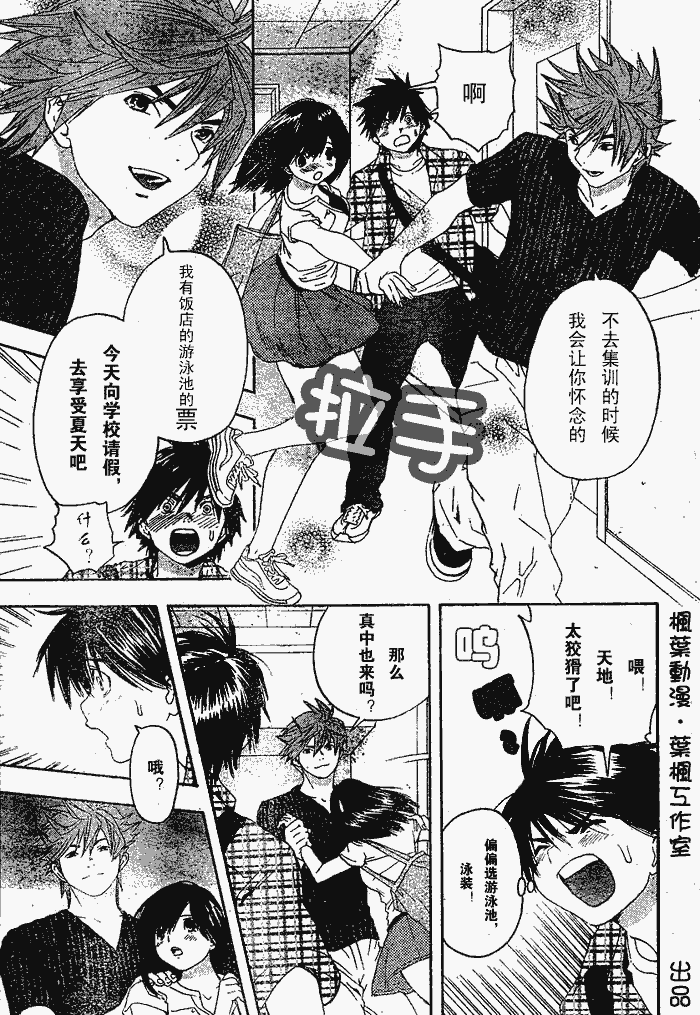 啊
不去集训的时候
我会让你怀念的
拉手
我有饭店的游泳池的票
今天向学校请假,
去享受夏天吧
什么?
喂!
天地!
太狡猾了吧!
呜
偏偏选游泳池,
泳装!
那么
真中也来吗?
哦?
楓葉動漫·葉楓工作室 出品